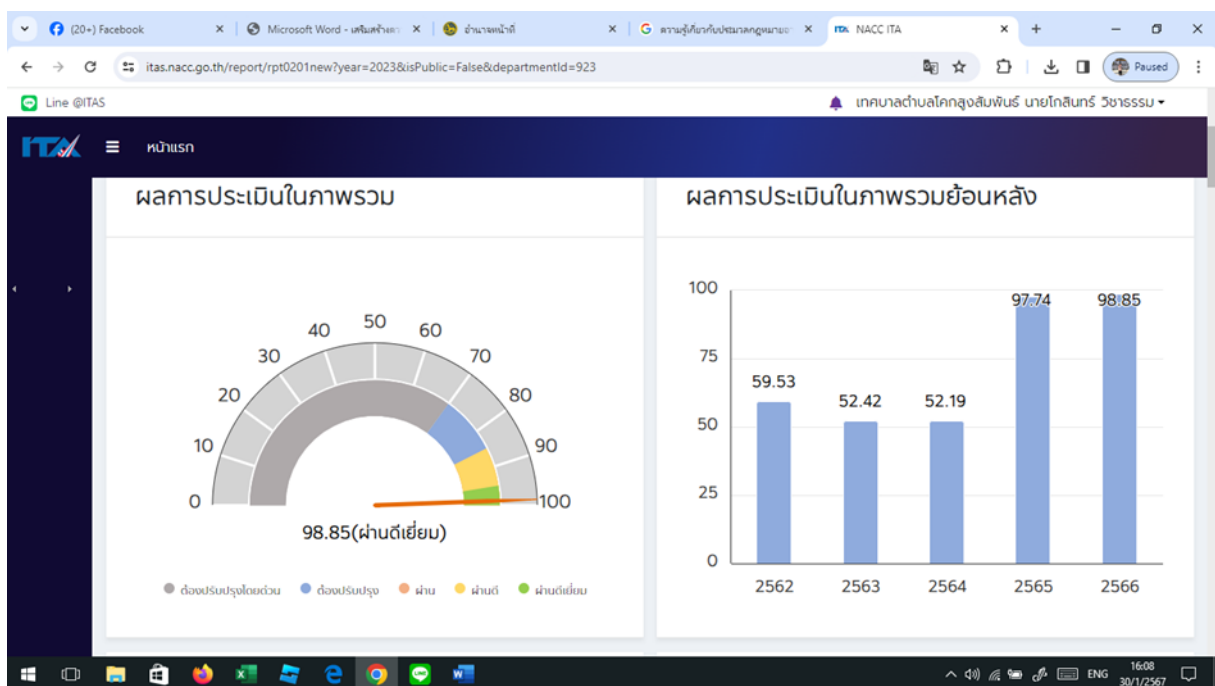 (20+) Facebook
Microsoft Word - เสริมสร้างคว
อำนาจหน้าที่
ความรู้เกี่ยวกับประมวลกฎหมายอา
NACC ITA
itas.nacc.go.th/report/rpt0201new?year=2023&isPublic=False&departmentId=923
Paused
Line @ITAS
เทศบาลตำบลโคกสูงสัมพันธ์ นายโกสินทร์ วิชาธรรม
ITA
หน้าแรก
ผลการประเมินในภาพรวม
0
10
20
30
40
50
60
70
80
90
100
98.85(ผ่านดีเยี่ยม)
ต้องปรับปรุงโดยด่วน ต้องปรับปรุง ผ่าน ผ่านดี ผ่านดีเยี่ยม
ผลการประเมินในภาพรวมย้อนหลัง
100
75
50
25
0
59.53
52.42
52.19
97.74
98.85
2562 2563 2564 2565 2566
ENG
16:08
30/1/2567